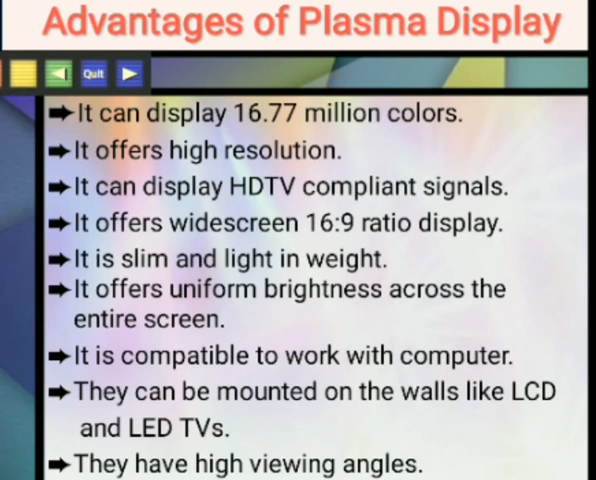 Advantages of Plasma Display
Quit
➡It can display 16.77 million colors.
➡It offers high resolution.
➡It can display HDTV compliant signals.
➡It offers widescreen 16:9 ratio display.
➡It is slim and light in weight.
➡It offers uniform brightness across the
entire screen.
➡It is compatible to work with computer.
➡They can be mounted on the walls like LCD
and LED TVs.
➡They have high viewing angles.